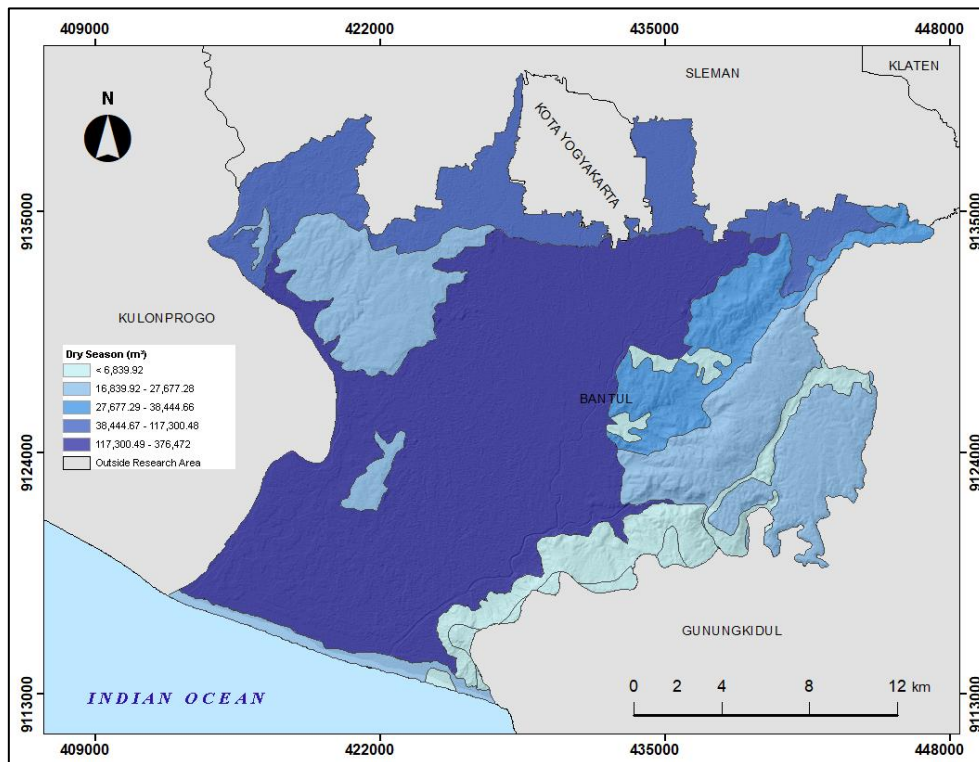 409000 422000 435000 448000
KLATEN
SLEMAN
N
KOTA YOGYAKARTA
9135000 9135000
KULONPROGO
Dry Season (m³)
< 6,839.92
16,839.92 - 27,677.28
27,677.29 - 38,444.66
38,444.67 - 117,300.48
117,300.49 - 376,472
Outside Research Area
BANTUL
9124000 9124000
GUNUNGKIDUL
INDIAN OCEAN
0 2 4 8 12 km
9113000 9113000
409000 422000 435000 448000